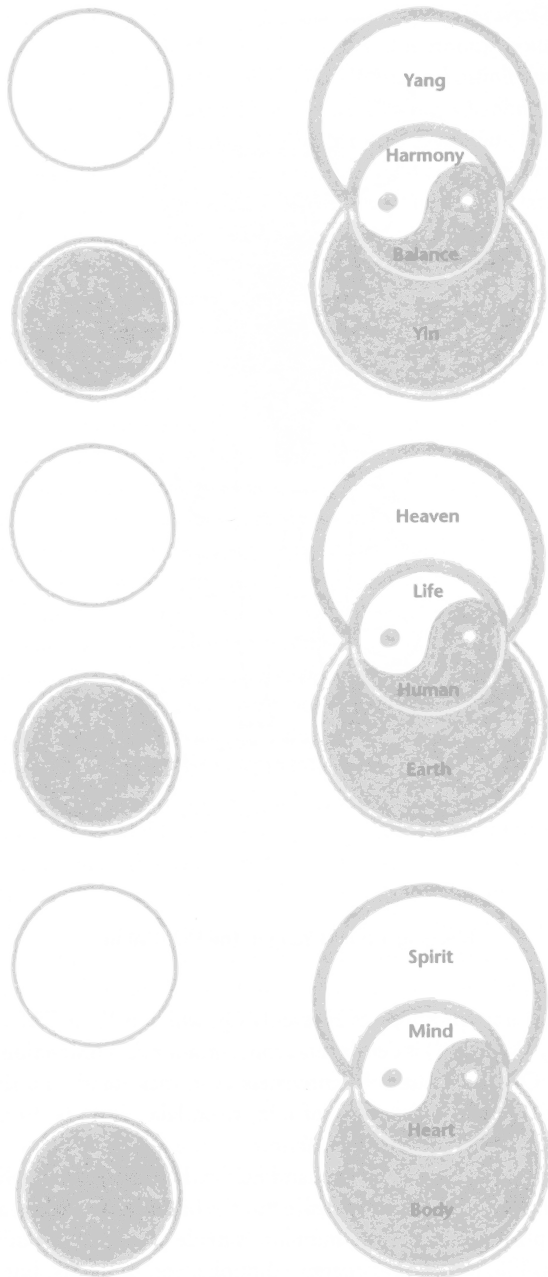 Yang
Harmony
Balance
Yin
Heaven
Life
Human
Earth
Spirit
Mind
Heart
Body